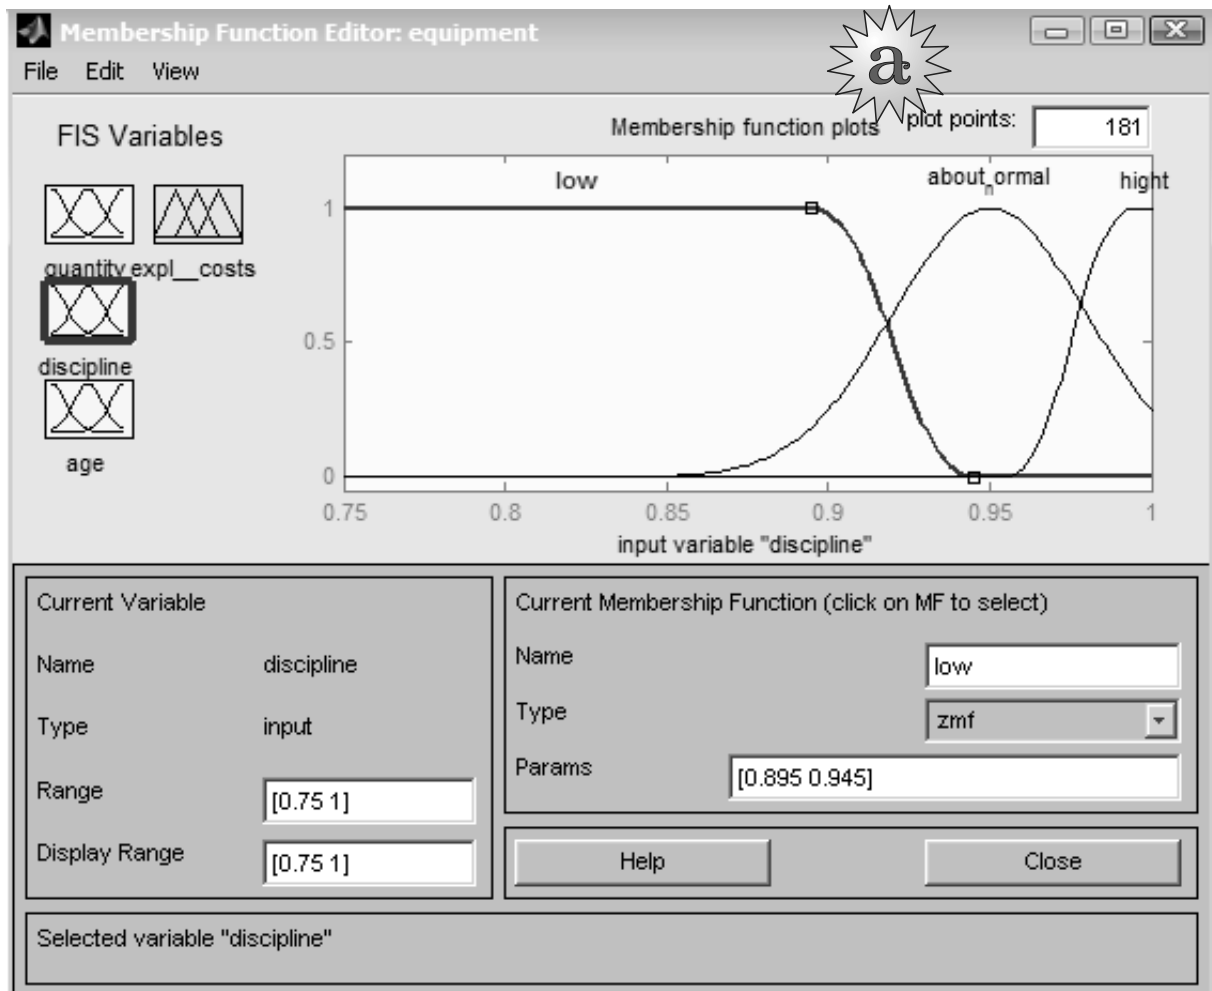 Membership Function Editor: equipment
a
File Edit View
FIS Variables
quantity expl__costs
discipline
age
Membership function plots
plot points: 181
low
about_normal
hight
1
0.5
0
0.75 0.8 0.85 0.9 0.95 1
input variable "discipline"
Current Variable
Name discipline
Type input
Range [0.75 1]
Display Range [0.75 1]
Current Membership Function (click on MF to select)
Name low
Type zmf
Params [0.895 0.945]
Help Close
Selected variable "discipline"